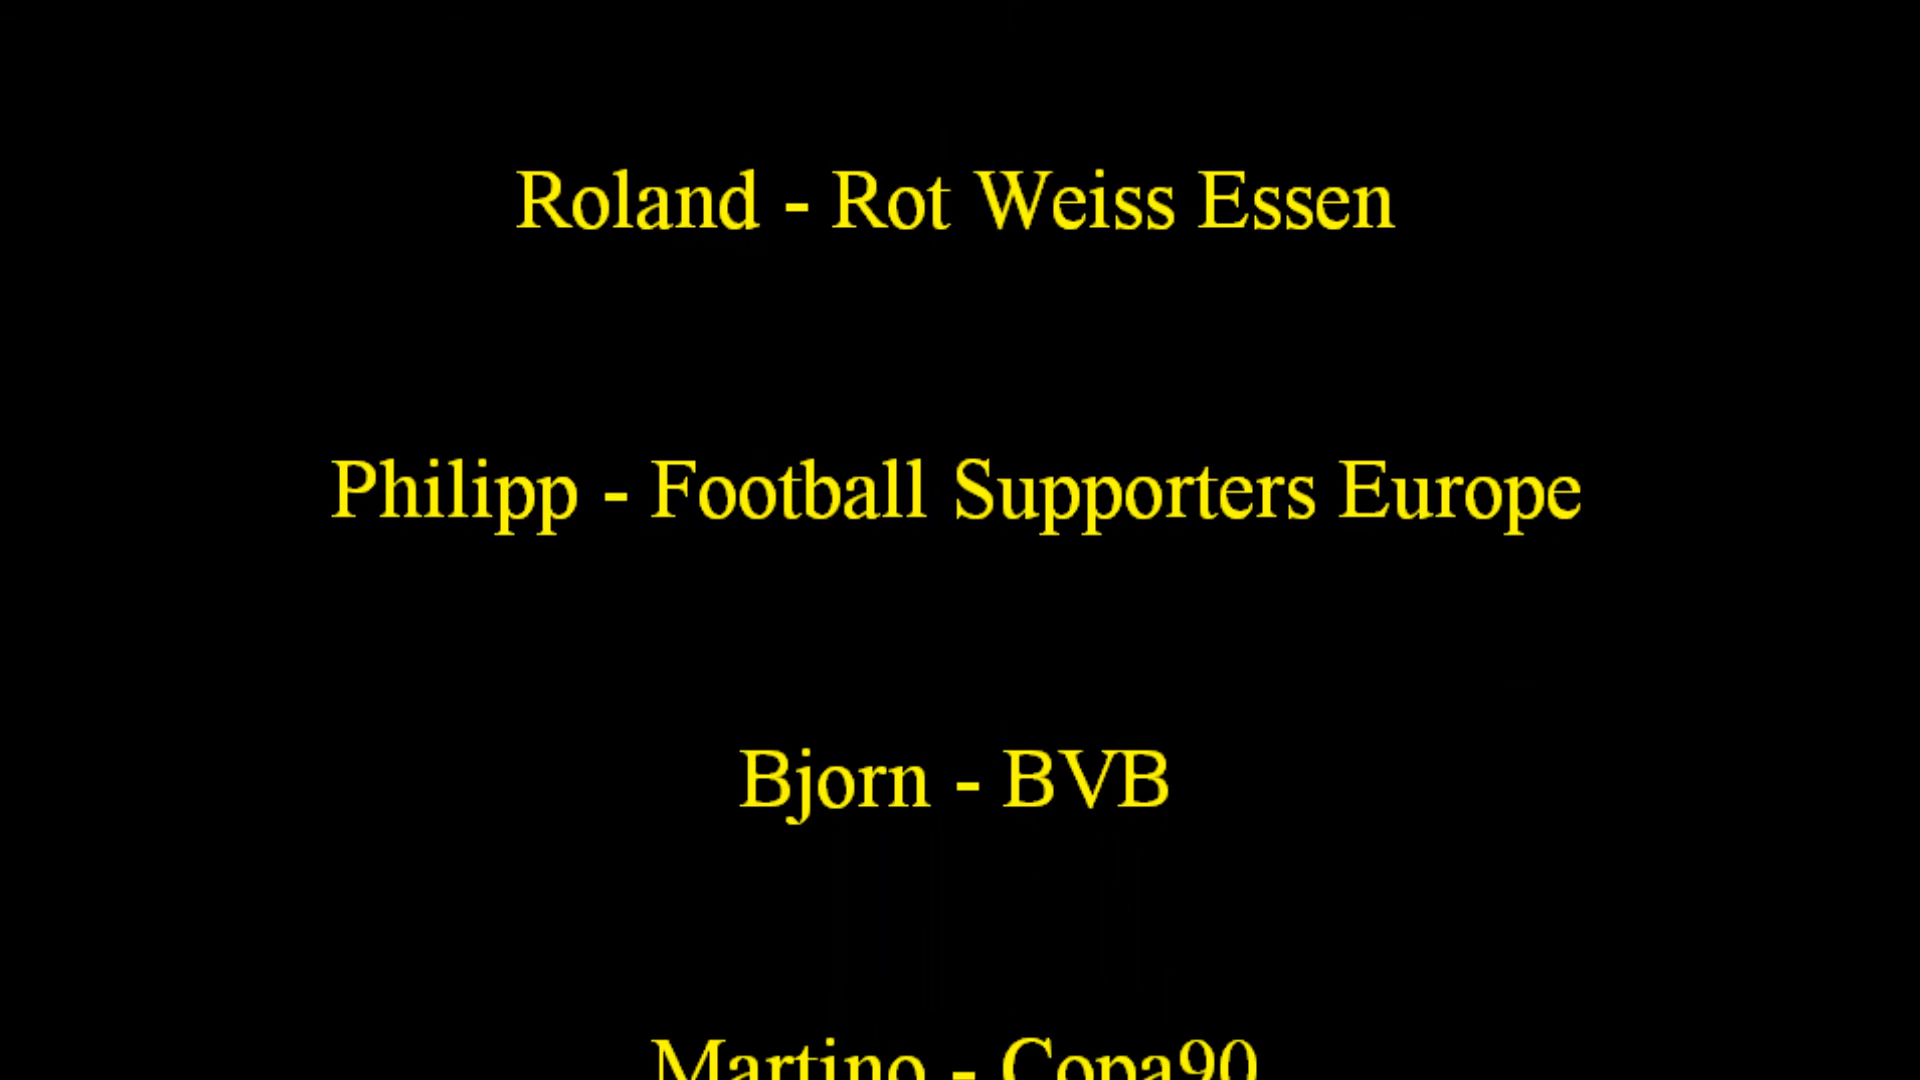 Roland - Rot Weiss Essen
Philipp - Football Supporters Europe
Bjorn - BVB
Martino - Copa90